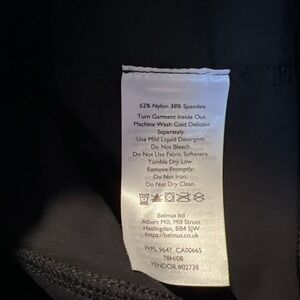 62% Nylon 38% Spandex
Turn Garment Inside Out.
Machine Wash Cold Delicate
Separately.
Use Mild Liquid Detergent.
Do Not Bleach.
Do Not Use Fabric Softeners.
Tumble Dry Low.
Remove Promptly.
Do Not Iron.
Do Not Dry Clean.
Belmus ltd
Albiers Mill, Mill Street
Haslingden, BB4 5JW
https://belmus.co.uk
WPL 9647 CA00665
78H/08
VENDOR #02738